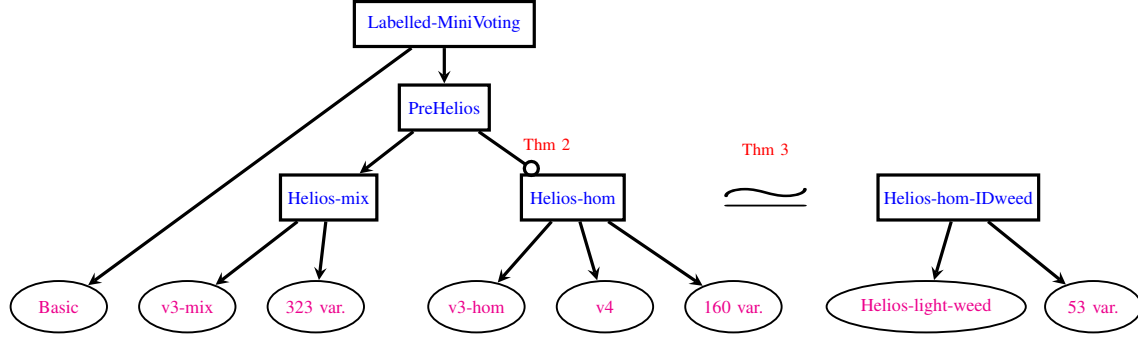 Labelled-MiniVoting
PreHelios
Thm 2
Thm 3
Helios-mix
Helios-hom
Helios-hom-IDweed
Basic
v3-mix
323 var.
v3-hom
v4
160 var.
Helios-light-weed
53 var.